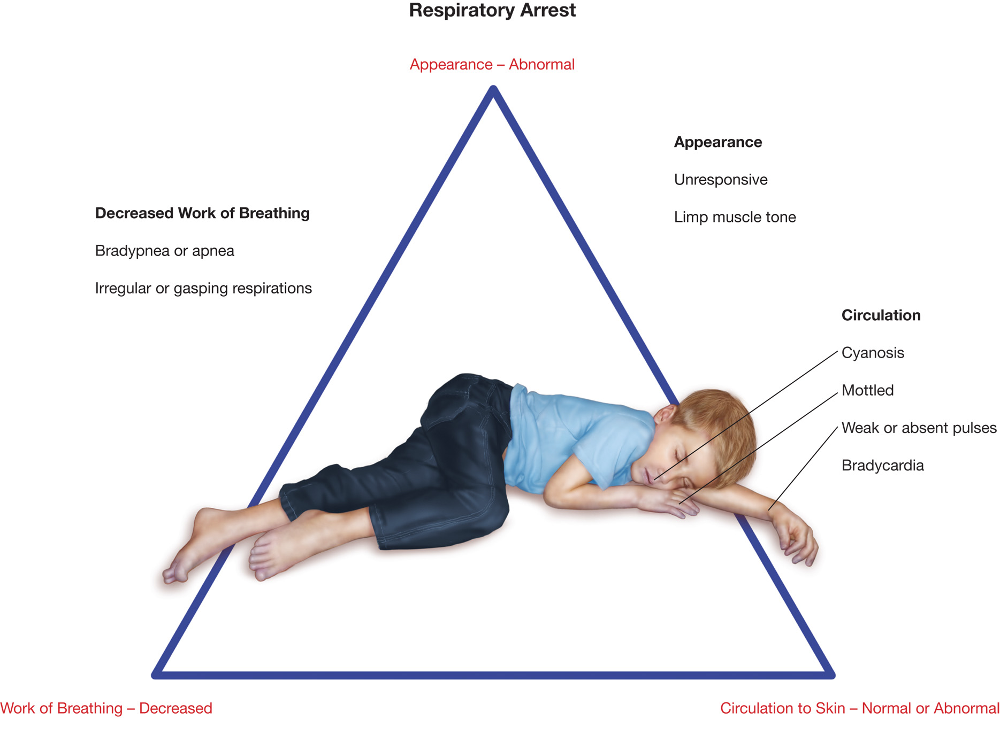 Respiratory Arrest
Appearance – Abnormal
Appearance
Unresponsive
Limp muscle tone
Decreased Work of Breathing
Bradypnea or apnea
Irregular or gasping respirations
Circulation
Cyanosis
Mottled
Weak or absent pulses
Bradycardia
Work of Breathing – Decreased
Circulation to Skin – Normal or Abnormal